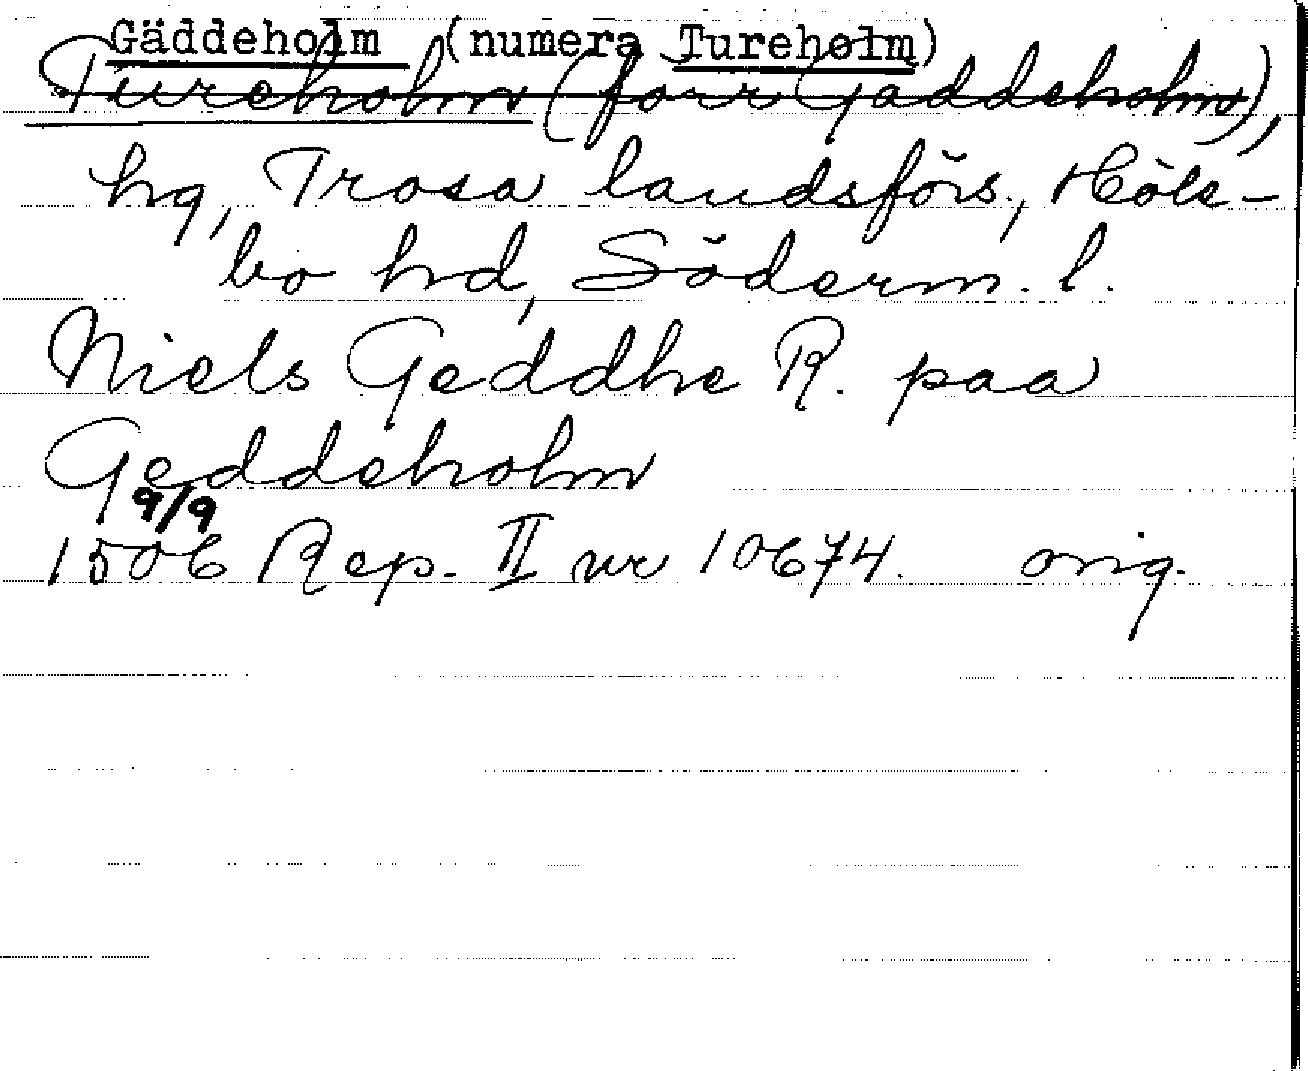 Gäddeholm (numera Tureholm)
Tureholm (förr Gäddeholm),
hg, Trosa landsförs., Höle-
bo hd, Söderm. l.
Niels Geddhe R. paa
Geddeholm
9/9
1506 Rep. II nr 10674. orig.